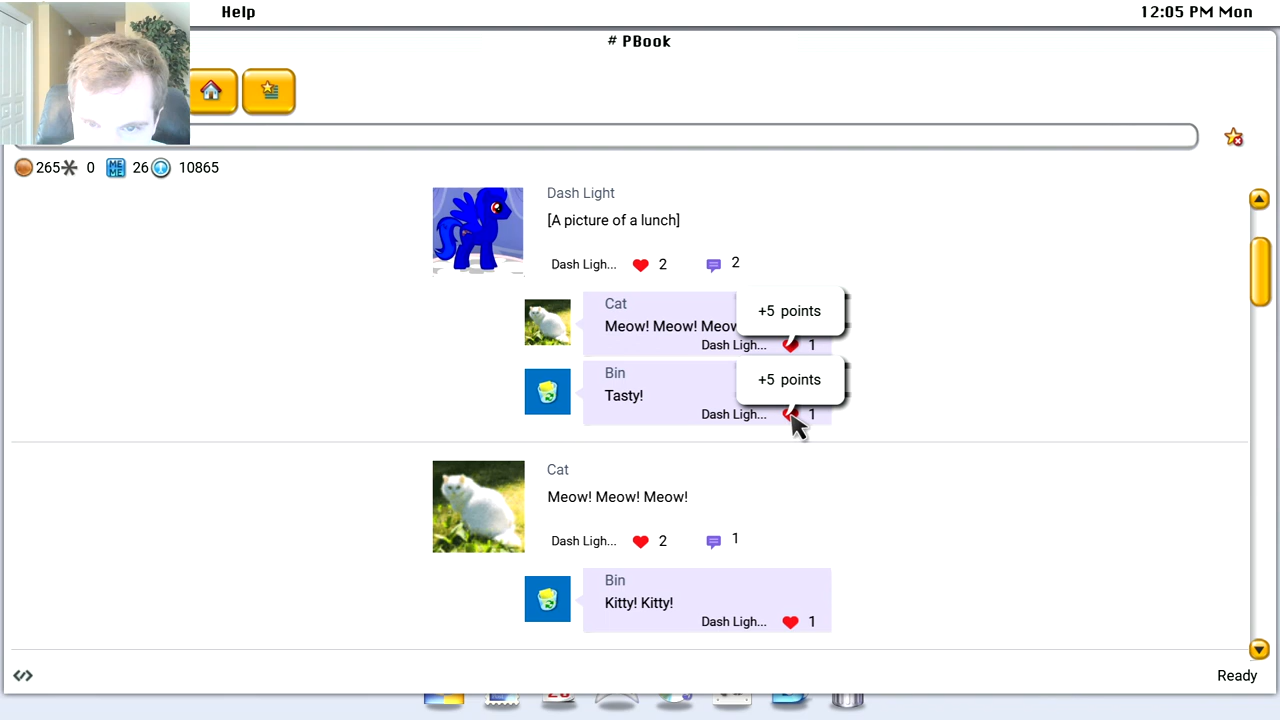 Help
12:05 PM Mon
# PBook
265 0 MEME 26 10865
Dash Light
[A picture of a lunch]
Dash Ligh... 2 2
Cat
+5 points
Meow! Meow! Meow
Dash Ligh... 1
Bin
+5 points
Tasty!
Dash Ligh... 1
Cat
Meow! Meow! Meow!
Dash Ligh... 2 1
Bin
Kitty! Kitty!
Dash Ligh... 1
Ready